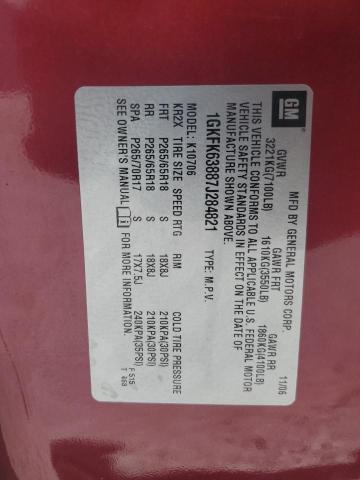 GM
MFD BY GENERAL MOTORS CORP.
11/06
GVWR
GAWR FRT
GAWR RR
3221KG(7100LB)
1610KG(3550LB)
1860KG(4100LB)
THIS VEHICLE CONFORMS TO ALL APPLICABLE U.S. FEDERAL MOTOR
VEHICLE SAFETY STANDARDS IN EFFECT ON THE DATE OF
MANUFACTURE SHOWN ABOVE.
1GKFK63887J284821 TYPE: M.P.V.
MODEL: K10706
KR2X TIRE SIZE SPEED RTG RIM COLD TIRE PRESSURE
FRT P265/65R18 S 18X8J 210KPA(30PSI)
RR P265/65R18 S 18X8J 210KPA(30PSI)
SPA P265/70R17 S 17X7.5J 240KPA(35PSI)
SEE OWNER'S MANUAL i FOR MORE INFORMATION.
F 515
T 469